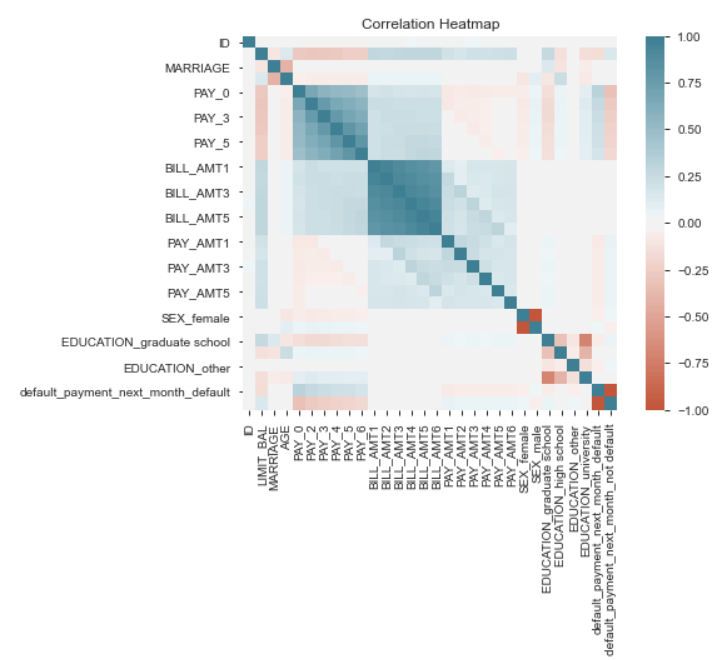 Correlation Heatmap
ID
MARRIAGE
PAY_0
PAY_3
PAY_5
BILL_AMT1
BILL_AMT3
BILL_AMT5
PAY_AMT1
PAY_AMT3
PAY_AMT5
SEX_female
EDUCATION_graduate school
EDUCATION_other
default_payment_next_month_default
1.00
0.75
0.50
0.25
0.00
−0.25
−0.50
−0.75
−1.00
ID
LIMIT_BAL
MARRIAGE
AGE
PAY_0
PAY_2
PAY_3
PAY_4
PAY_5
PAY_6
BILL_AMT1
BILL_AMT2
BILL_AMT3
BILL_AMT4
BILL_AMT5
BILL_AMT6
PAY_AMT1
PAY_AMT2
PAY_AMT3
PAY_AMT4
PAY_AMT5
PAY_AMT6
SEX_female
SEX_male
EDUCATION_graduate school
EDUCATION_high school
EDUCATION_other
EDUCATION_university
default_payment_next_month_default
default_payment_next_month_not default